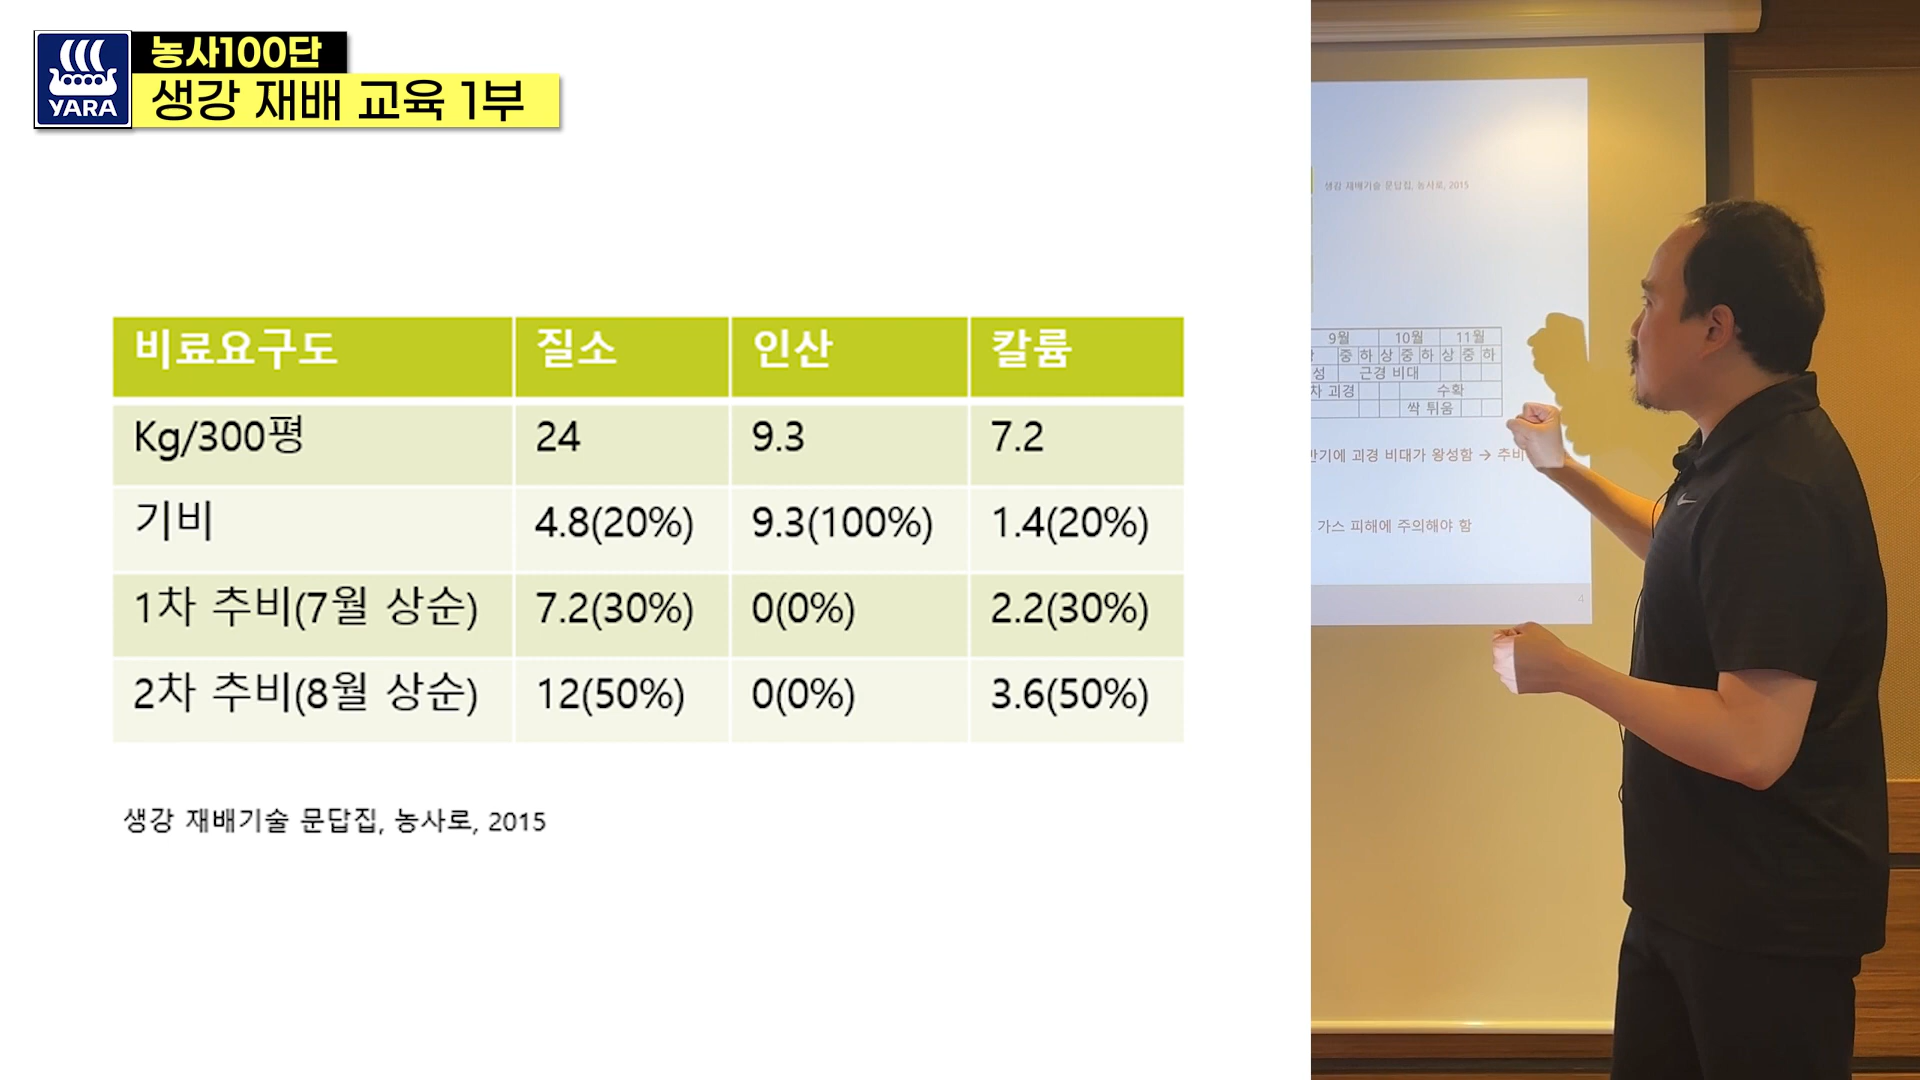 YARA
농사100단
생강 재배 교육 1부
비료요구도 질소 인산 칼륨
Kg/300평 24 9.3 7.2
기비 4.8(20%) 9.3(100%) 1.4(20%)
1차 추비(7월 상순) 7.2(30%) 0(0%) 2.2(30%)
2차 추비(8월 상순) 12(50%) 0(0%) 3.6(50%)
생강 재배기술 문답집, 농사로, 2015
생강 재배기술 문답집, 농사로, 2015
9월 10월 11월
중 하 상 중 하 상 중 하
성 근경 비대
차 괴경 수확
싹 틔움
반기에 괴경 비대가 왕성함 → 추비
가스 피해에 주의해야 함
4